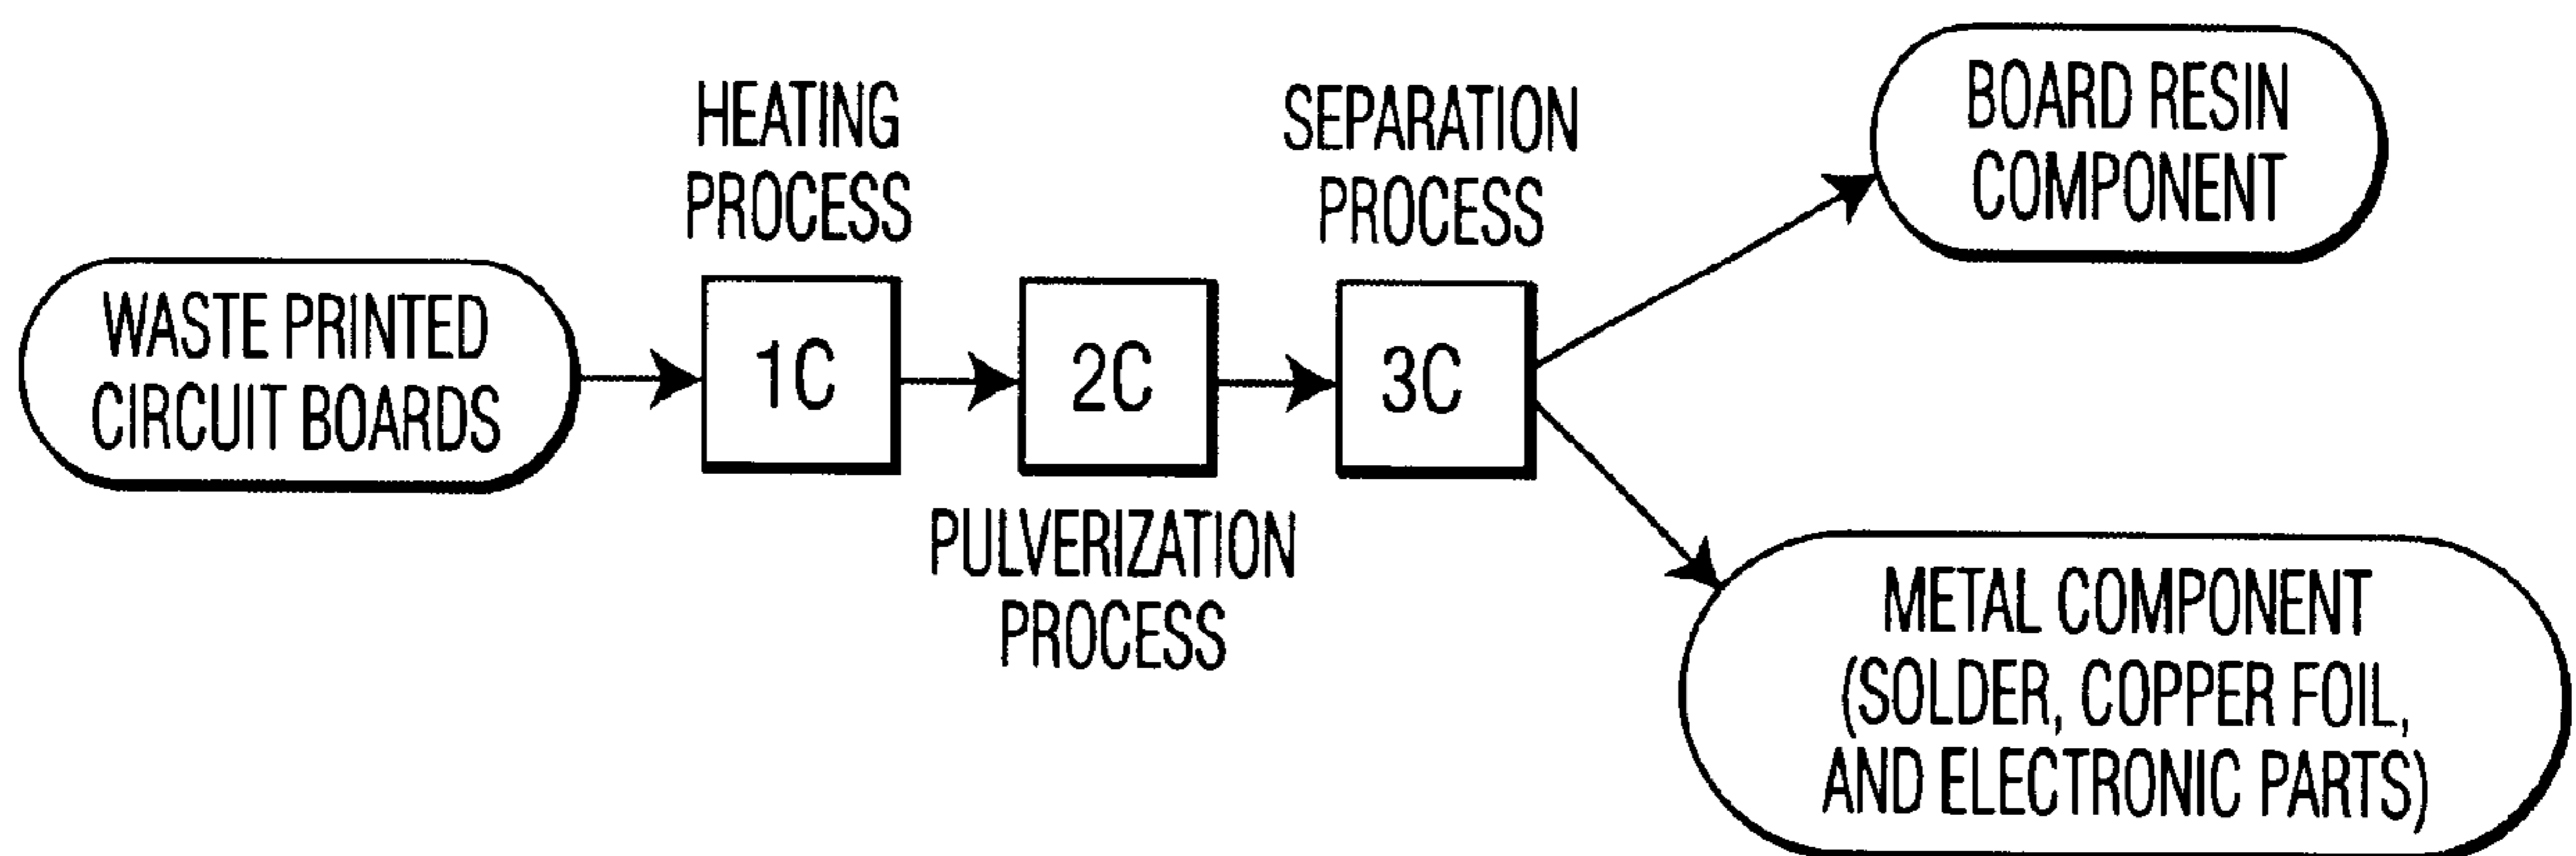 WASTE PRINTED
CIRCUIT BOARDS
HEATING
PROCESS
1C
2C
PULVERIZATION
PROCESS
SEPARATION
PROCESS
3C
BOARD RESIN
COMPONENT
METAL COMPONENT
(SOLDER, COPPER FOIL,
AND ELECTRONIC PARTS)